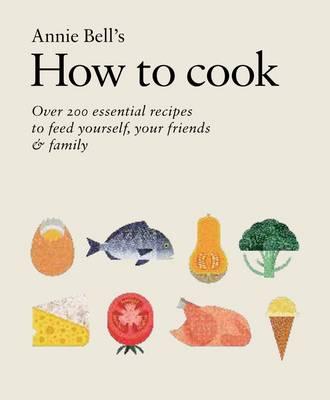 Annie Bell's
How to cook
Over 200 essential recipes
to feed yourself, your friends
& family